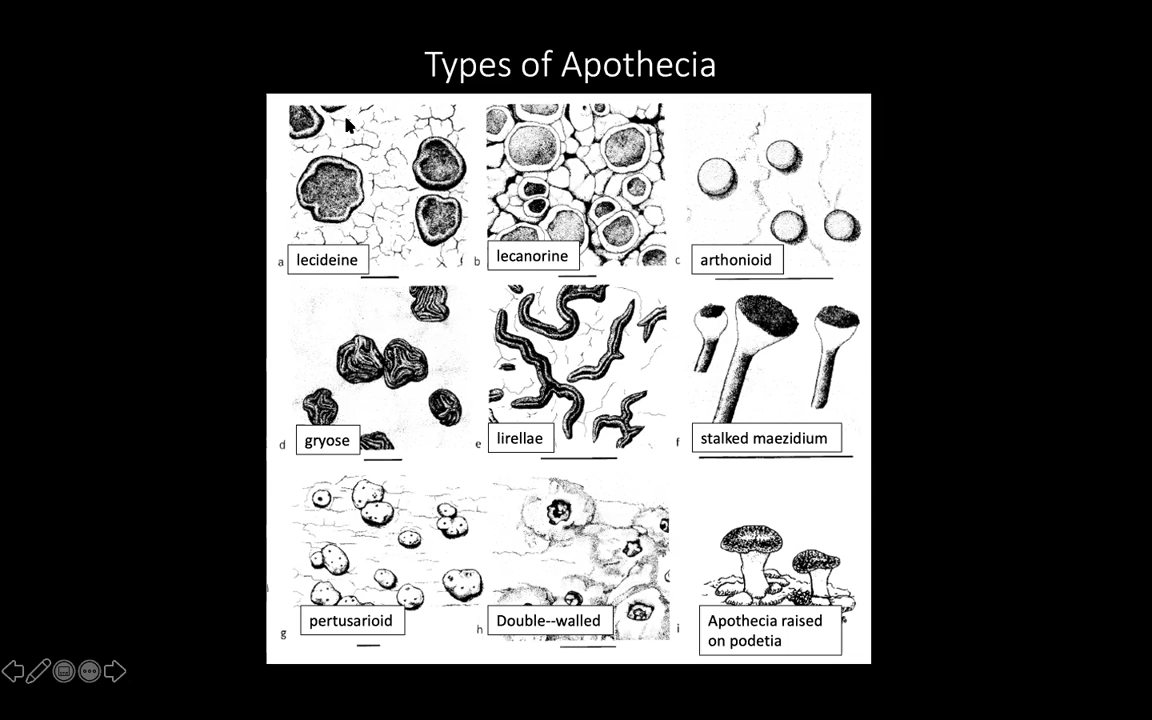 Types of Apothecia
a lecideine
b lecanorine
c arthonioid
d gryose
e lirellae
f stalked maezidium
g pertusarioid
h Double--walled
i Apothecia raised
on podetia